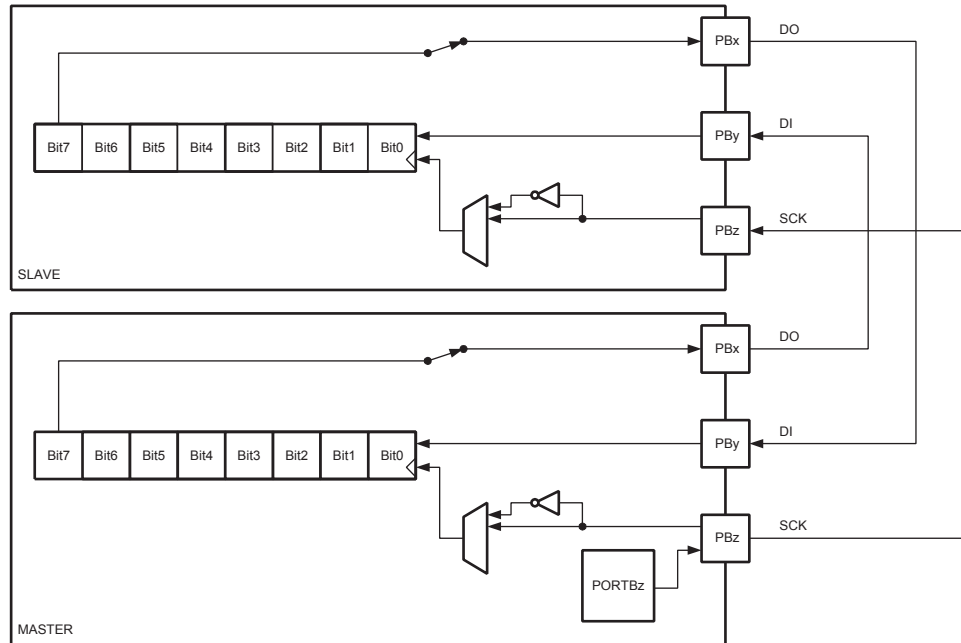 PBx DO
PBy DI
Bit7 Bit6 Bit5 Bit4 Bit3 Bit2 Bit1 Bit0
PBz SCK
SLAVE
PBx DO
PBy DI
Bit7 Bit6 Bit5 Bit4 Bit3 Bit2 Bit1 Bit0
PBz SCK
PORTBz
MASTER